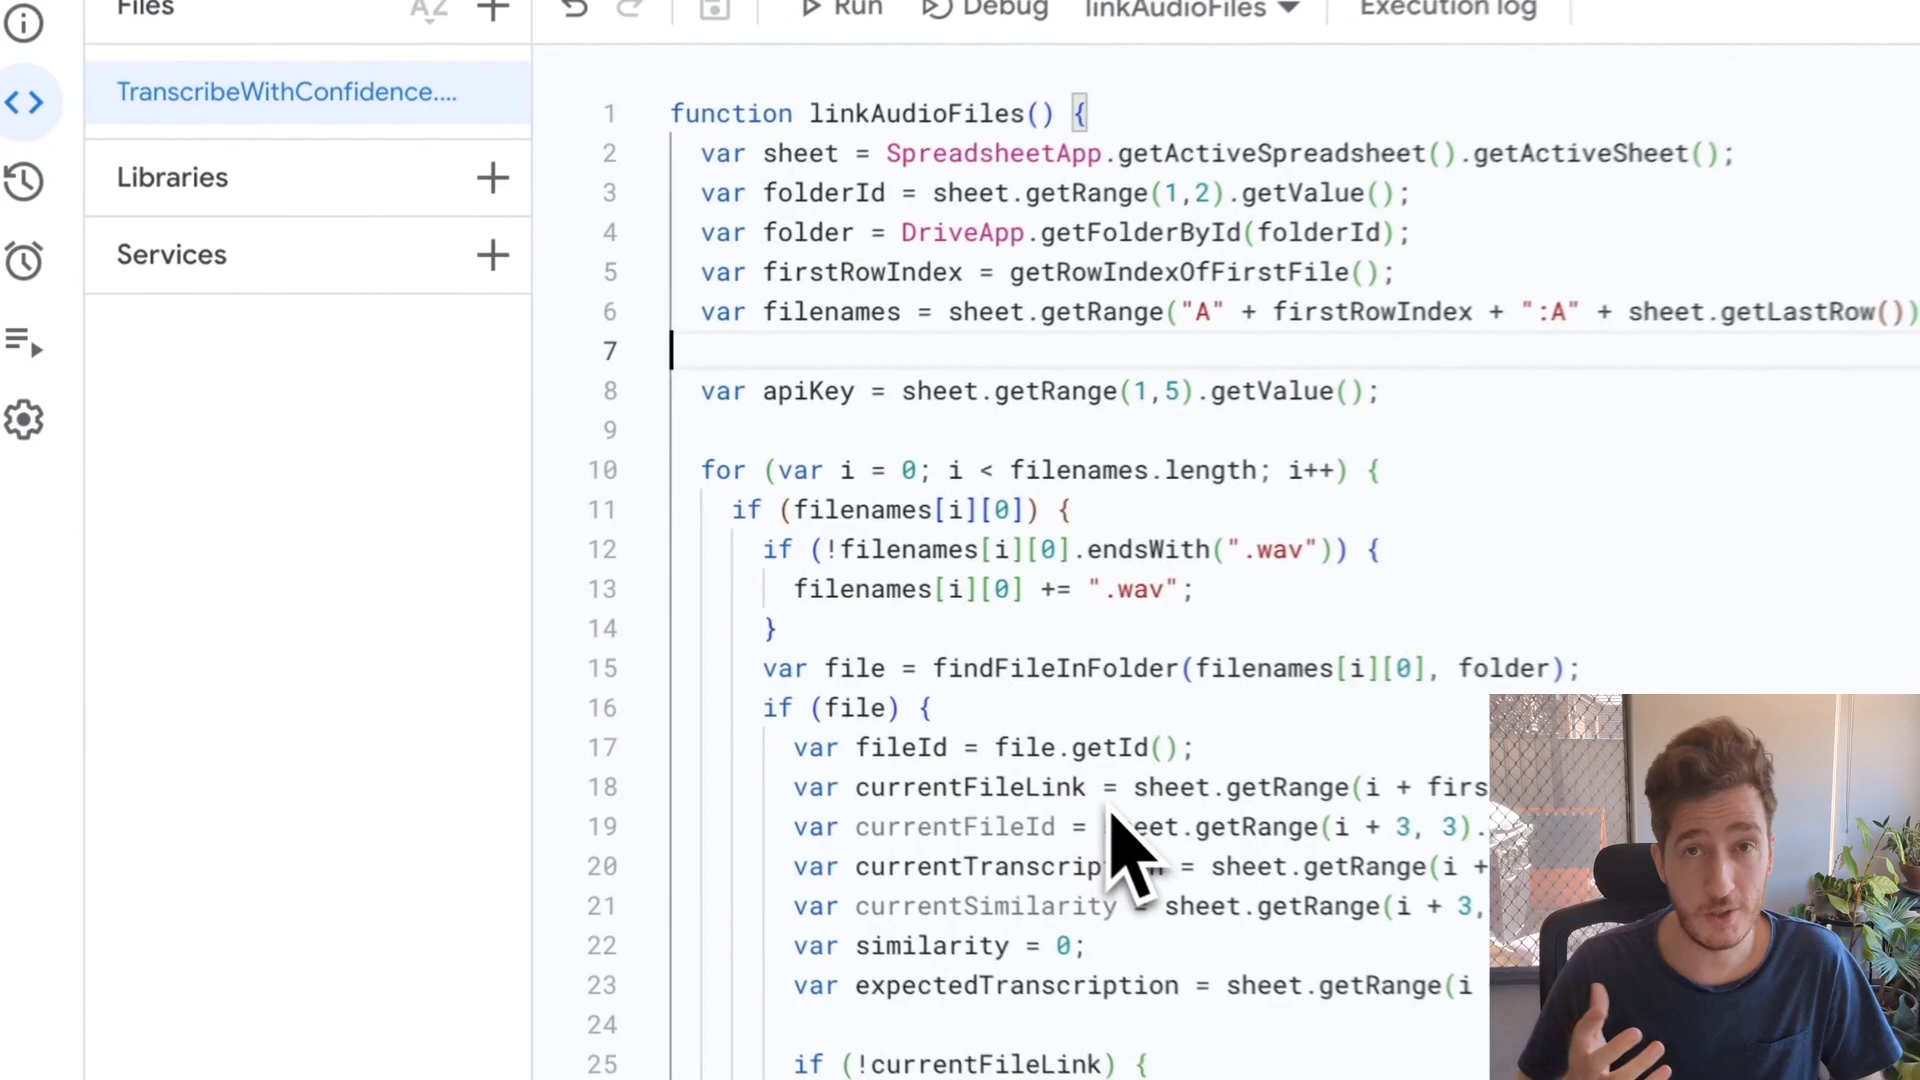 Files AZ
Run Debug linkAudioFiles Execution log
TranscribeWithConfidence....
Libraries
Services
1 function linkAudioFiles() {
2 var sheet = SpreadsheetApp.getActiveSpreadsheet().getActiveSheet();
3 var folderId = sheet.getRange(1,2).getValue();
4 var folder = DriveApp.getFolderById(folderId);
5 var firstRowIndex = getRowIndexOfFirstFile();
6 var filenames = sheet.getRange("A" + firstRowIndex + ":A" + sheet.getLastRow())
7
8 var apiKey = sheet.getRange(1,5).getValue();
9
10 for (var i = 0; i < filenames.length; i++) {
11 if (filenames[i][0]) {
12 if (!filenames[i][0].endsWith(".wav")) {
13 filenames[i][0] += ".wav";
14 }
15 var file = findFileInFolder(filenames[i][0], folder);
16 if (file) {
17 var fileId = file.getId();
18 var currentFileLink = sheet.getRange(i + firs
19 var currentFileId = sheet.getRange(i + 3, 3).
20 var currentTranscrip = sheet.getRange(i +
21 var currentSimilarity = sheet.getRange(i + 3,
22 var similarity = 0;
23 var expectedTranscription = sheet.getRange(i
24
25 if (!currentFileLink) {